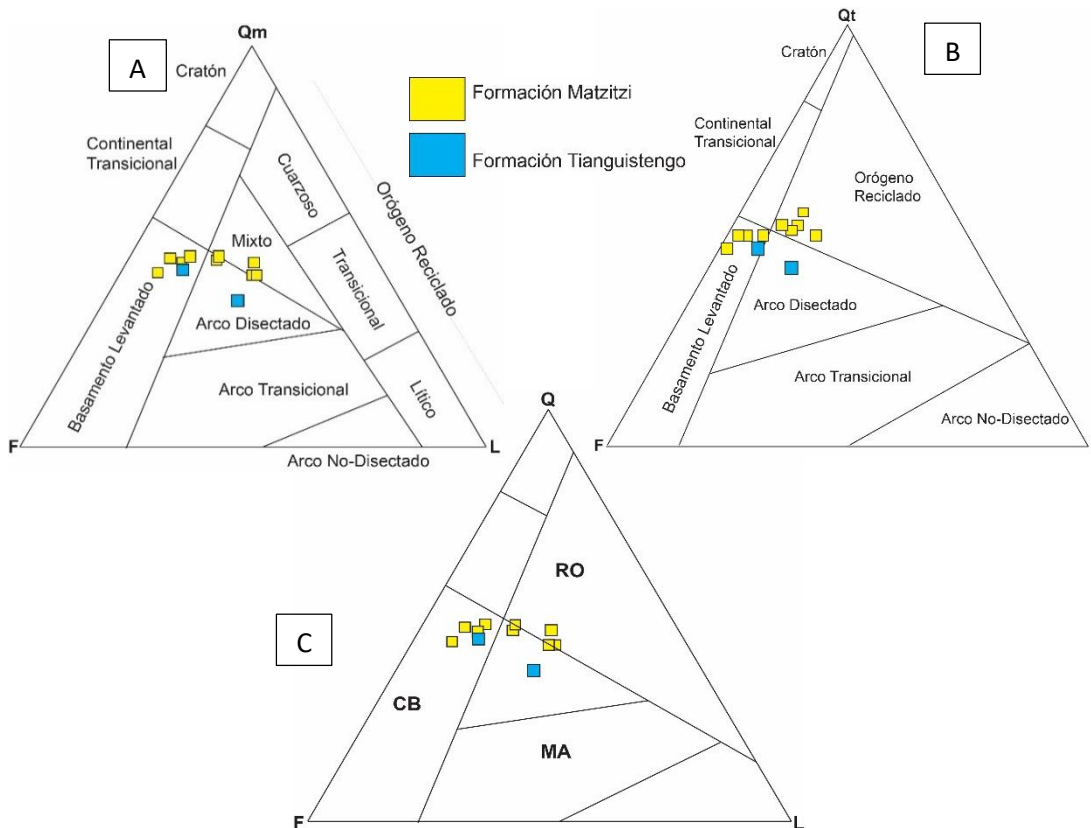 A
Qm
Cratón
Continental
Transicional
Cuarzoso
Orógeno Reciclado
Mixto
Transicional
Basamento Levantado
Arco Disectado
Arco Transicional
Lítico
F
L
Arco No-Disectado
Formación Matzitzi
Formación Tianguistengo
B
Qt
Cratón
Continental
Transicional
Orógeno
Reciclado
Basamento Levantado
Arco Disectado
Arco Transicional
Arco No-Disectado
F
C
Q
RO
CB
MA
F
L